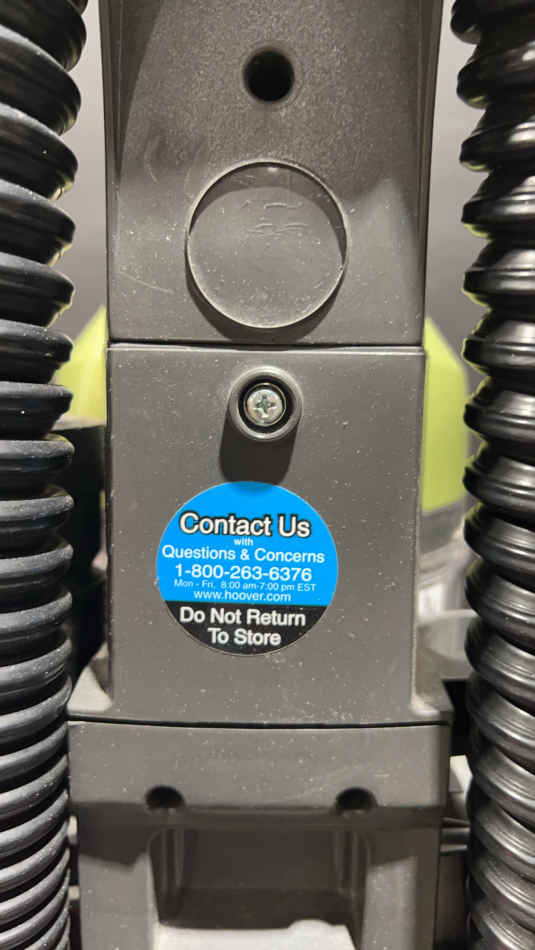 Contact Us
with
Questions & Concerns
1-800-263-6376
Mon - Fri, 8:00 am-7:00 pm EST
www.hoover.com
Do Not Return
To Store